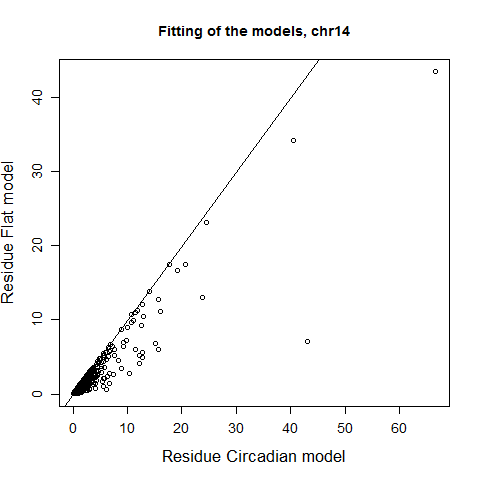 Fitting of the models, chr14
Residue Flat model
40
30
20
10
0
0 10 20 30 40 50 60
Residue Circadian model